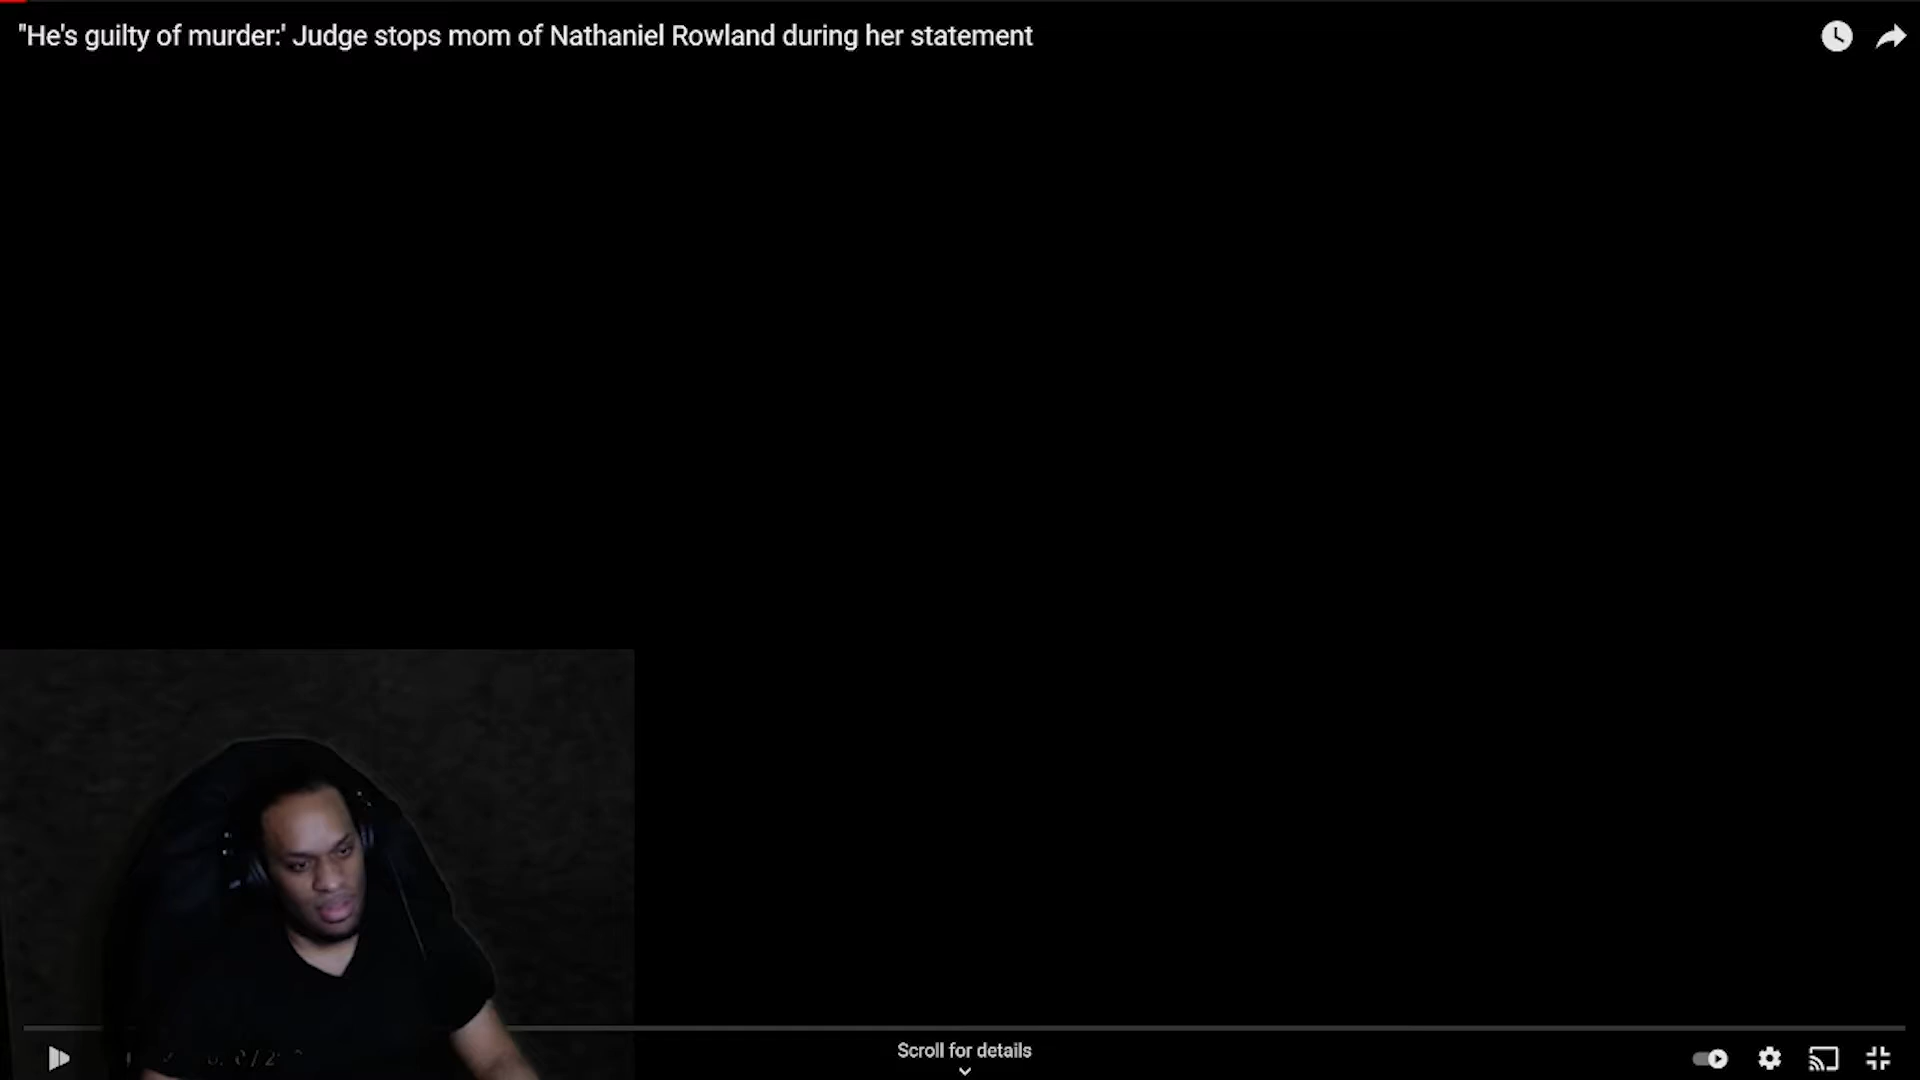 "He's guilty of murder:' Judge stops mom of Nathaniel Rowland during her statement
Scroll for details